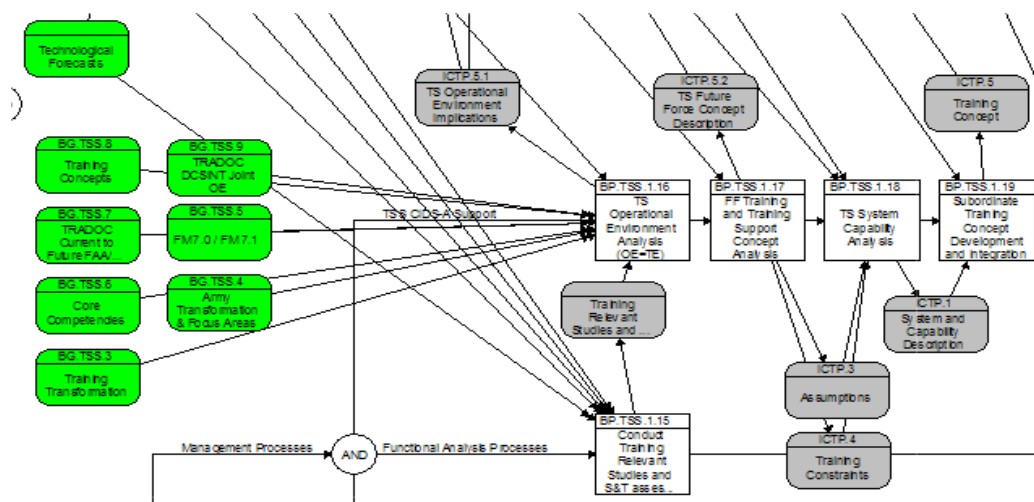 Technological
Forecasts
ICTP.5.1
TS Operational
Environment
Implications
ICTP.5.2
TS Future
Force Concept
Description
ICTP.5
Training
Concept
BG.TSS.8
Training
Concepts
BG.TSS.9
TRADOC
DCSINT Joint
OE
BG.TSS.7
TRADOC
Current to
Future FAA/...
BG.TSS.5
FM7.0 / FM7.1
BG.TSS.6
Core
Competencies
BG.TSS.4
Army
Transformation
& Focus Areas
BG.TSS.3
Training
Transformation
TSS CIDS-A Support
BP.TSS.1.16
TS
Operational
Environment
Analysis
(OE=TE)
BP.TSS.1.17
FF Training
and Training
Support
Concept
Analysis
BP.TSS.1.18
TS System
Capability
Analysis
BP.TSS.1.19
Subordinate
Training
Concept
Development
and Integration
Training
Relevant
Studies and ...
ICTP.1
System and
Capability
Description
ICTP.3
Assumptions
ICTP.4
Training
Constraints
BP.TSS.1.15
Conduct
Training
Relevant
Studies and
S&T asses...
Management Processes
AND
Functional Analysis Processes